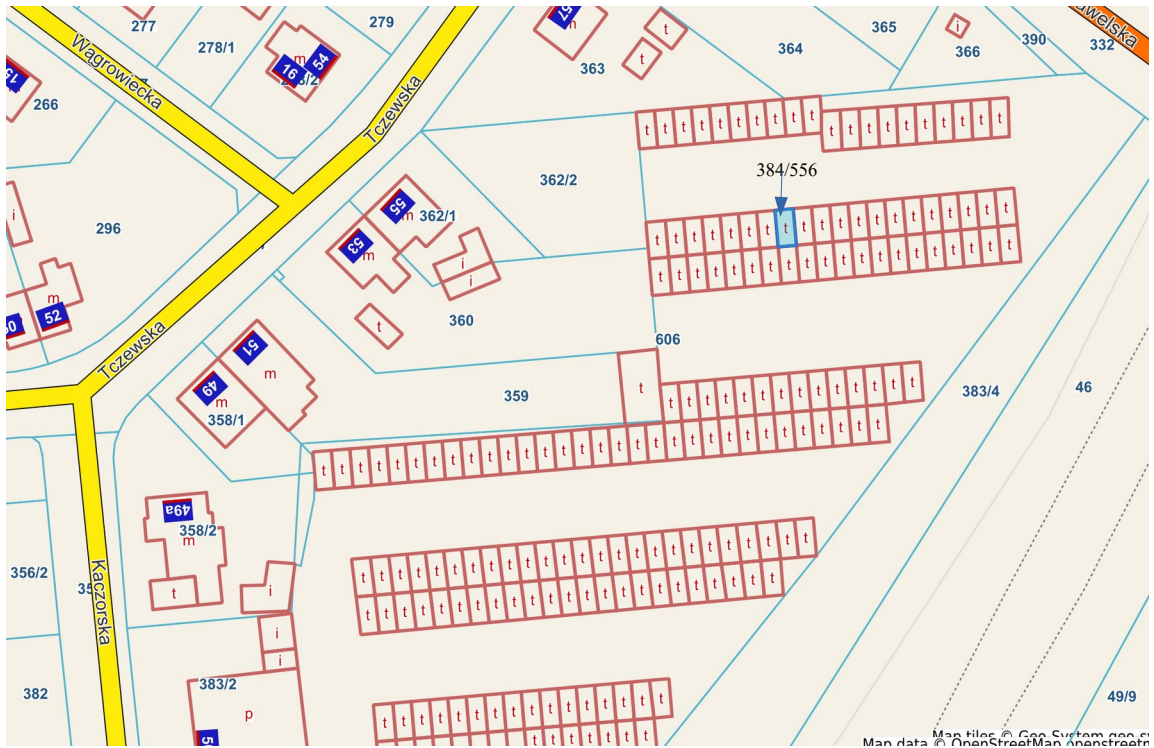 277
278/1
279
Wągrowiecka
Tczewska
16
54
266
m
363
t
t
364
365
i
366
390
332
t t t t t t t t t t
t t t t t t t t t t
384/556
362/2
296
i
55
m
362/1
53
m
i
i
t t t t t t t t t t t t t t t t t t t t
t t t t t t t t t t t t t t t t t t t t
m
52
t
360
606
Tczewska
51
m
49
m
358/1
359
t
t t t t t t t t t t t t t t
t t t t t t t t t t t t t t t t t t t t t t t t t t t t t t t t
383/4
46
49a
358/2
m
t
i
i
i
356/2
Kaczorska
t t t t t t t t t t t t t t t t t t t t t t t t t
t t t t t t t t t t t t t t t t t t t t t t t
382
383/2
p
t t t t t t t t t t t t t t t t
49/9
Map tiles © Geo-System
Map data © OpenStreetMap